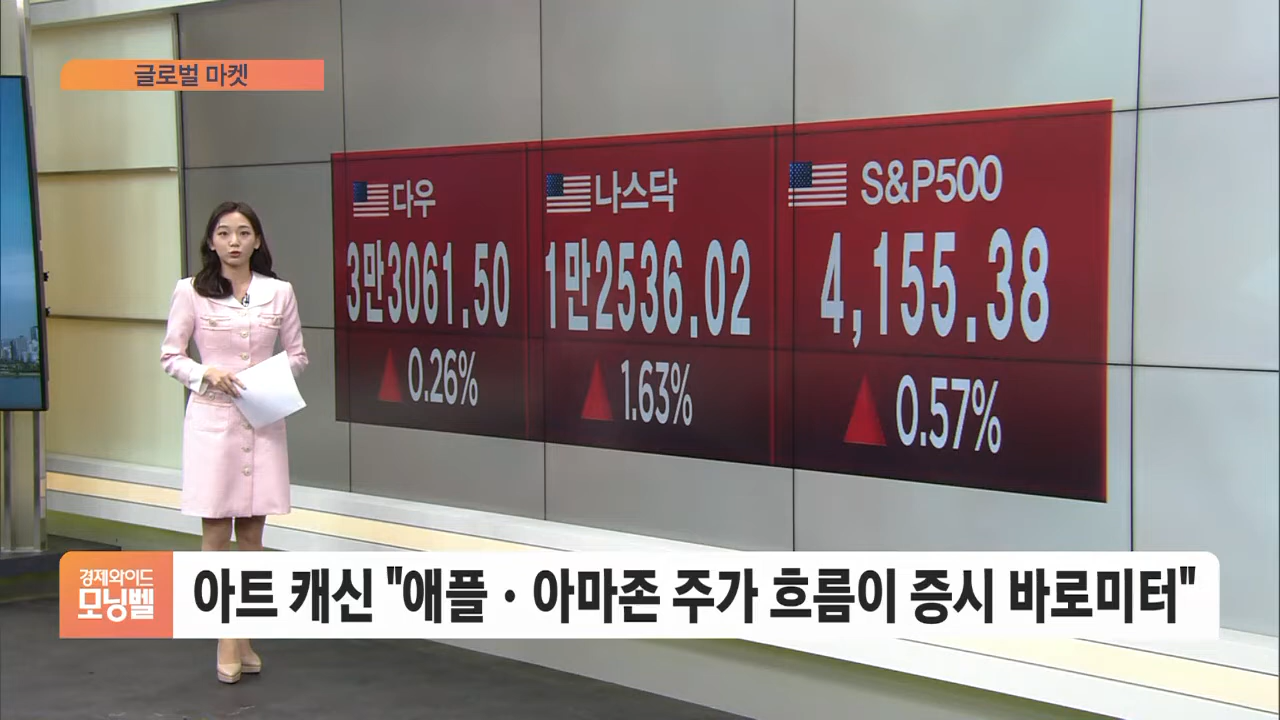 글로벌 마켓
다우
3만3061.50
▲ 0.26%
나스닥
1만2536.02
▲ 1.63%
S&P500
4,155.38
▲ 0.57%
경제와이드
모닝벨
아트 캐신 "애플·아마존 주가 흐름이 증시 바로미터"